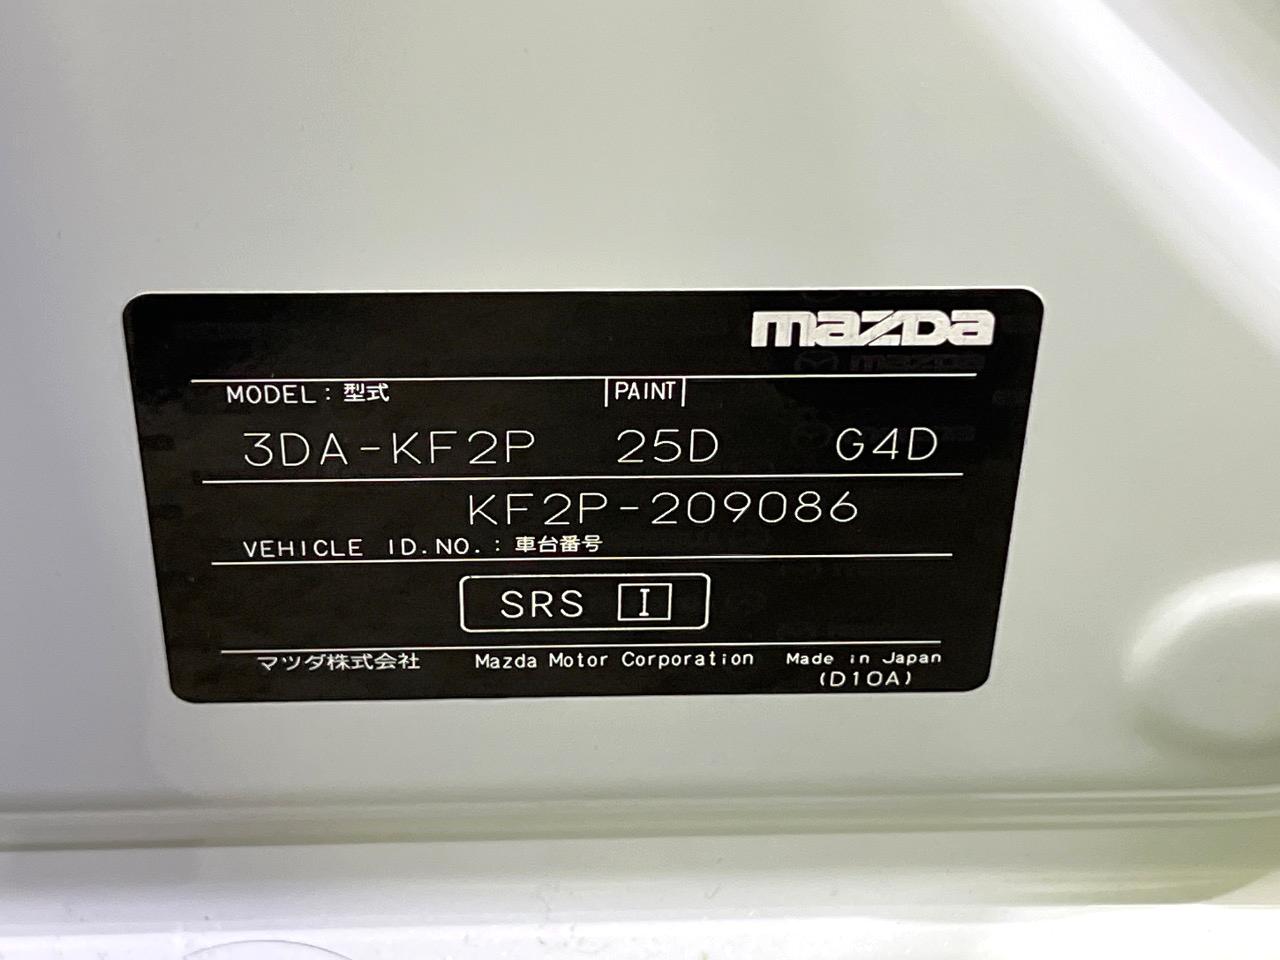 mazda
MODEL：型式 PAINT
3DA-KF2P 25D G4D
KF2P-209086
VEHICLE ID.NO.：車台番号
SRS I
マツダ株式会社 Mazda Motor Corporation Made in Japan
(D10A)